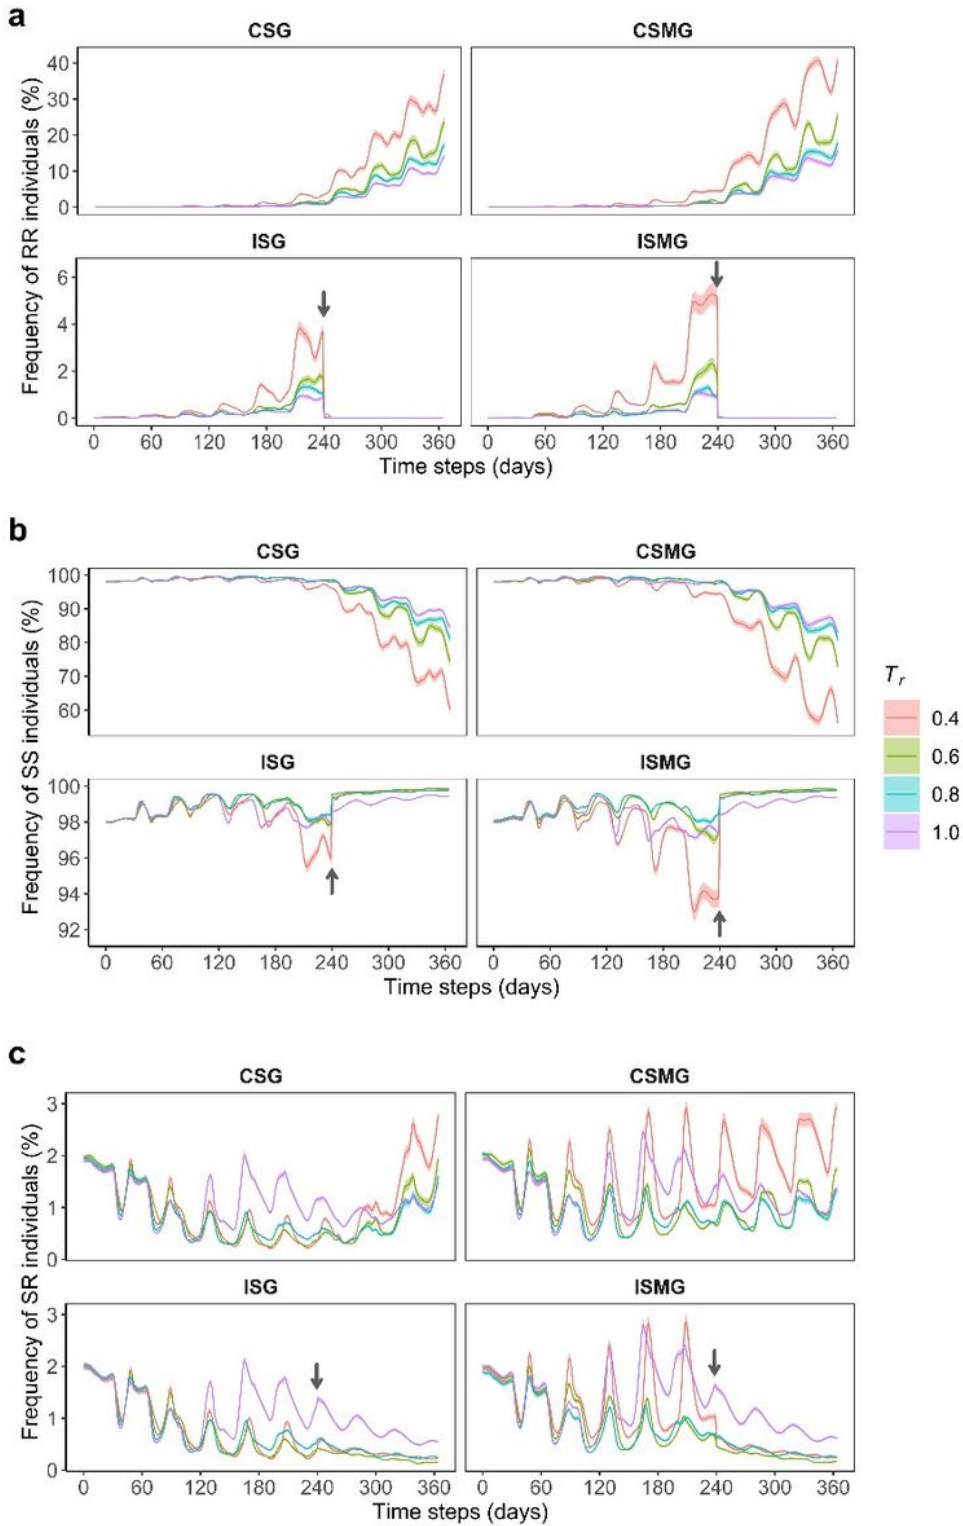 a
CSG
CSMG
40
30
20
10
0
ISG
ISMG
6
4
2
0
Frequency of RR individuals (%)
0 60 120 180 240 300 360
0 60 120 180 240 300 360
Time steps (days)
b
CSG
CSMG
100
90
80
70
60
ISG
ISMG
100
98
96
94
92
Frequency of SS individuals (%)
0 60 120 180 240 300 360
0 60 120 180 240 300 360
Time steps (days)
Tr
0.4
0.6
0.8
1.0
c
CSG
CSMG
3
2
1
0
ISG
ISMG
3
2
1
0
Frequency of SR individuals (%)
0 60 120 180 240 300 360
0 60 120 180 240 300 360
Time steps (days)